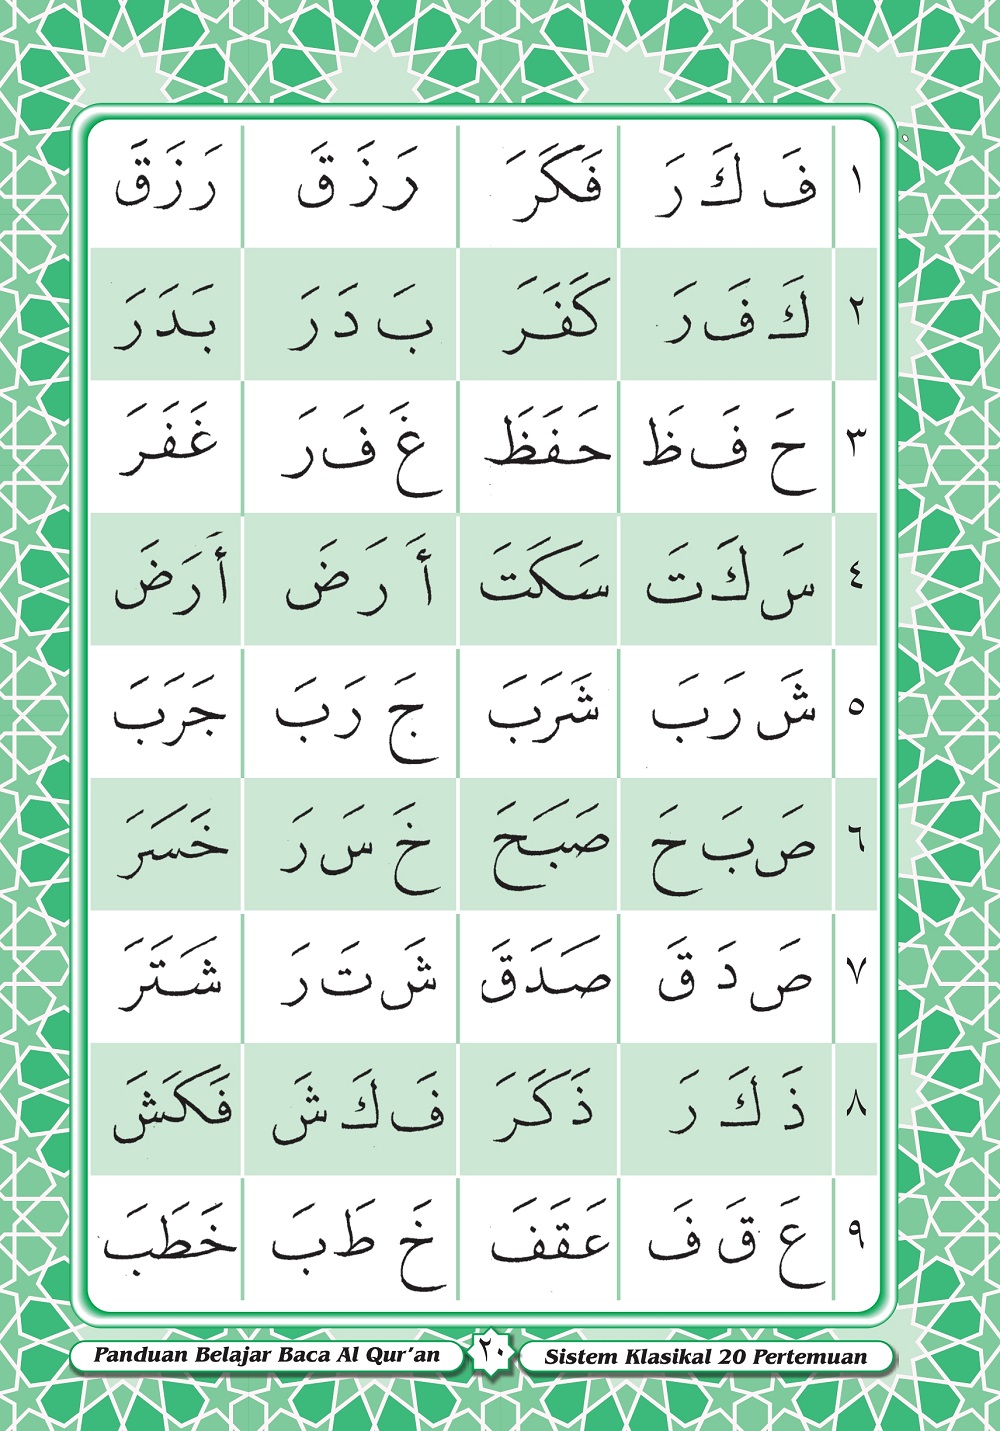 ١ فَ كَ رَ فَكَرَ رَ زَ قَ رَزَقَ
٢ كَ فَ رَ كَفَرَ بَ دَ رَ بَدَرَ
٣ حَ فَ ظَ حَفَظَ غَ فَ رَ غَفَرَ
٤ سَ كَ تَ سَكَتَ أَ رَ ضَ أَرَضَ
٥ شَ رَ بَ شَرَبَ جَ رَ بَ جَرَبَ
٦ صَ بَ حَ صَبَحَ خَ سَ رَ خَسَرَ
٧ صَ دَ قَ صَدَقَ شَ تَ رَ شَتَرَ
٨ ذَ كَ رَ ذَكَرَ فَ كَ شَ فَكَشَ
٩ عَ قَ فَ عَقَفَ خَ طَ بَ خَطَبَ
Panduan Belajar Baca Al Qur'an ٢٠ Sistem Klasikal 20 Pertemuan